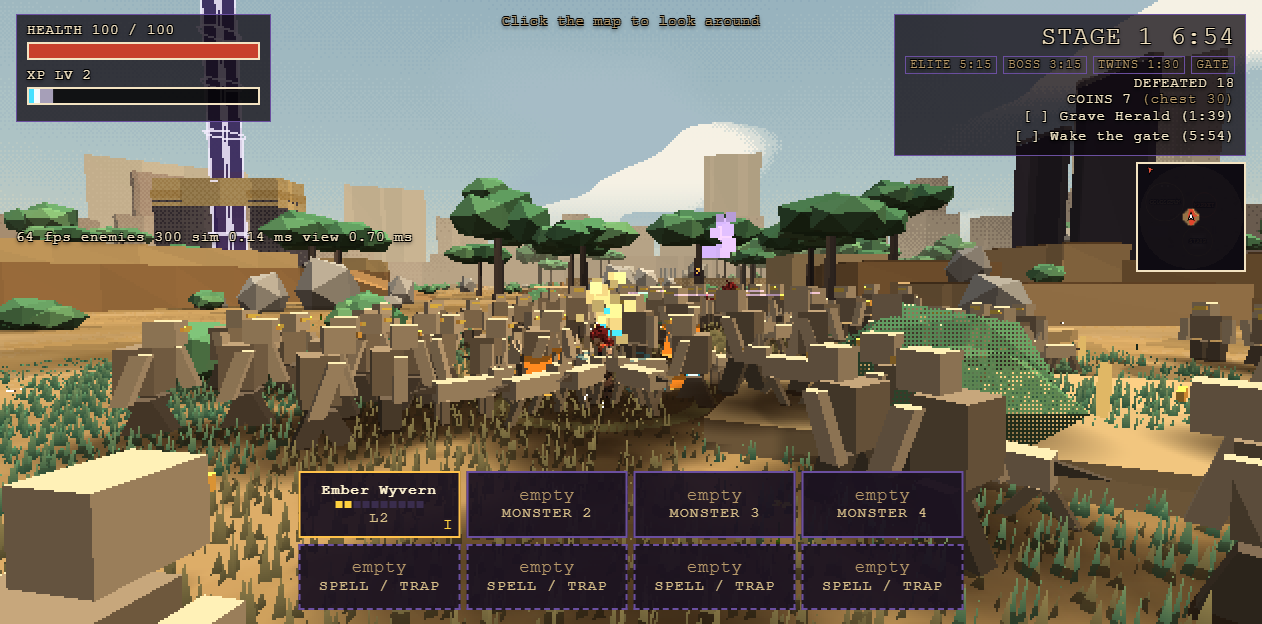 HEALTH 100 / 100
XP LV 2
Click the map to look around
STAGE 1 6:54
ELITE 5:15 BOSS 3:15 TWINS 1:30 GATE
DEFEATED 18
COINS 7 (chest 30)
[ ] Grave Herald (1:39)
[ ] Wake the gate (5:54)
64 fps enemies 300 sim 0.14 ms view 0.70 ms
Ember Wyvern
L2
I
empty
MONSTER 2
empty
MONSTER 3
empty
MONSTER 4
empty
SPELL / TRAP
empty
SPELL / TRAP
empty
SPELL / TRAP
empty
SPELL / TRAP